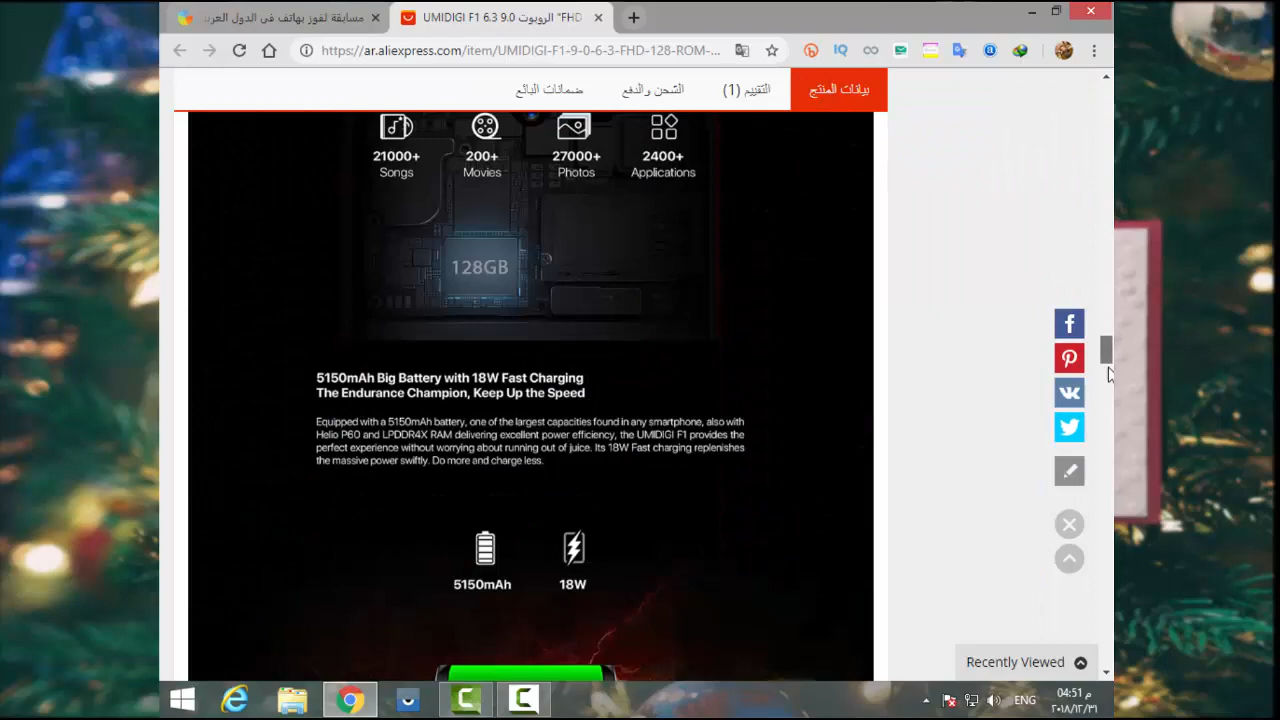 مسابقة لفوز بهاتف فى الدول العرب
UMIDIGI F1 6.3 9.0 الروبوت "FHD
https://ar.aliexpress.com/item/UMIDIGI-F1-9-0-6-3-FHD-128-ROM-...
بيانات المنتج
التقييم (1)
الشحن والدفع
ضمانات البائع
21000+
Songs
200+
Movies
27000+
Photos
2400+
Applications
128GB
5150mAh Big Battery with 18W Fast Charging
The Endurance Champion, Keep Up the Speed
Equipped with a 5150mAh battery, one of the largest capacities found in any smartphone, also with
Helio P60 and LPDDR4X RAM delivering excellent power efficiency, the UMIDIGI F1 provides the
perfect experience without worrying about running out of juice. Its 18W Fast charging replenishes
the massive power swiftly. Do more and charge less.
5150mAh
18W
Recently Viewed
ENG
04:51 م
٢٠١٨/١٢/٣١